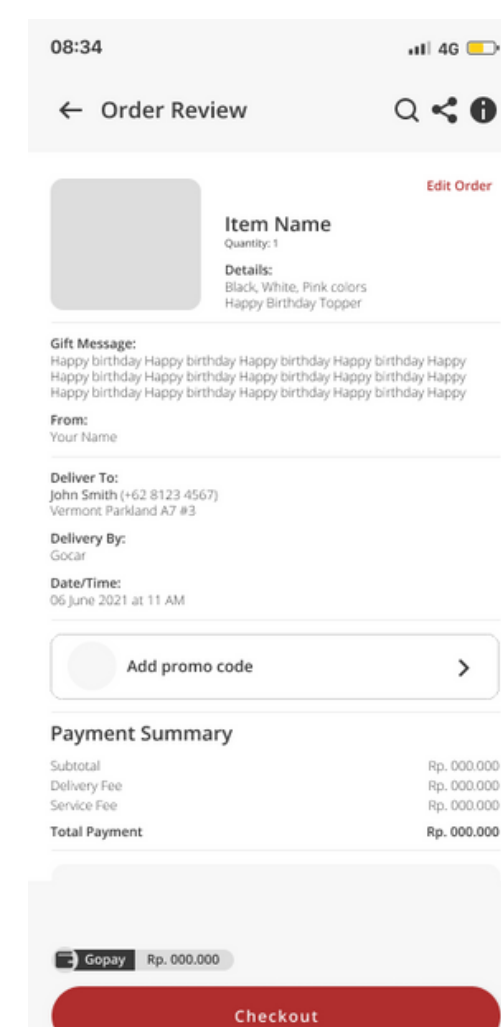 08:34
4G
Order Review
Edit Order
Item Name
Quantity: 1
Details:
Black, White, Pink colors
Happy Birthday Topper
Gift Message:
Happy birthday Happy birthday Happy birthday Happy birthday Happy
Happy birthday Happy birthday Happy birthday Happy birthday Happy
Happy birthday Happy birthday Happy birthday Happy birthday Happy
From:
Your Name
Deliver To:
John Smith (+62 8123 4567)
Vermont Parkland A7 #3
Delivery By:
Gocar
Date/Time:
06 June 2021 at 11 AM
Add promo code
Payment Summary
Subtotal Rp. 000.000
Delivery Fee Rp. 000.000
Service Fee Rp. 000.000
Total Payment Rp. 000.000
Gopay Rp. 000.000
Checkout